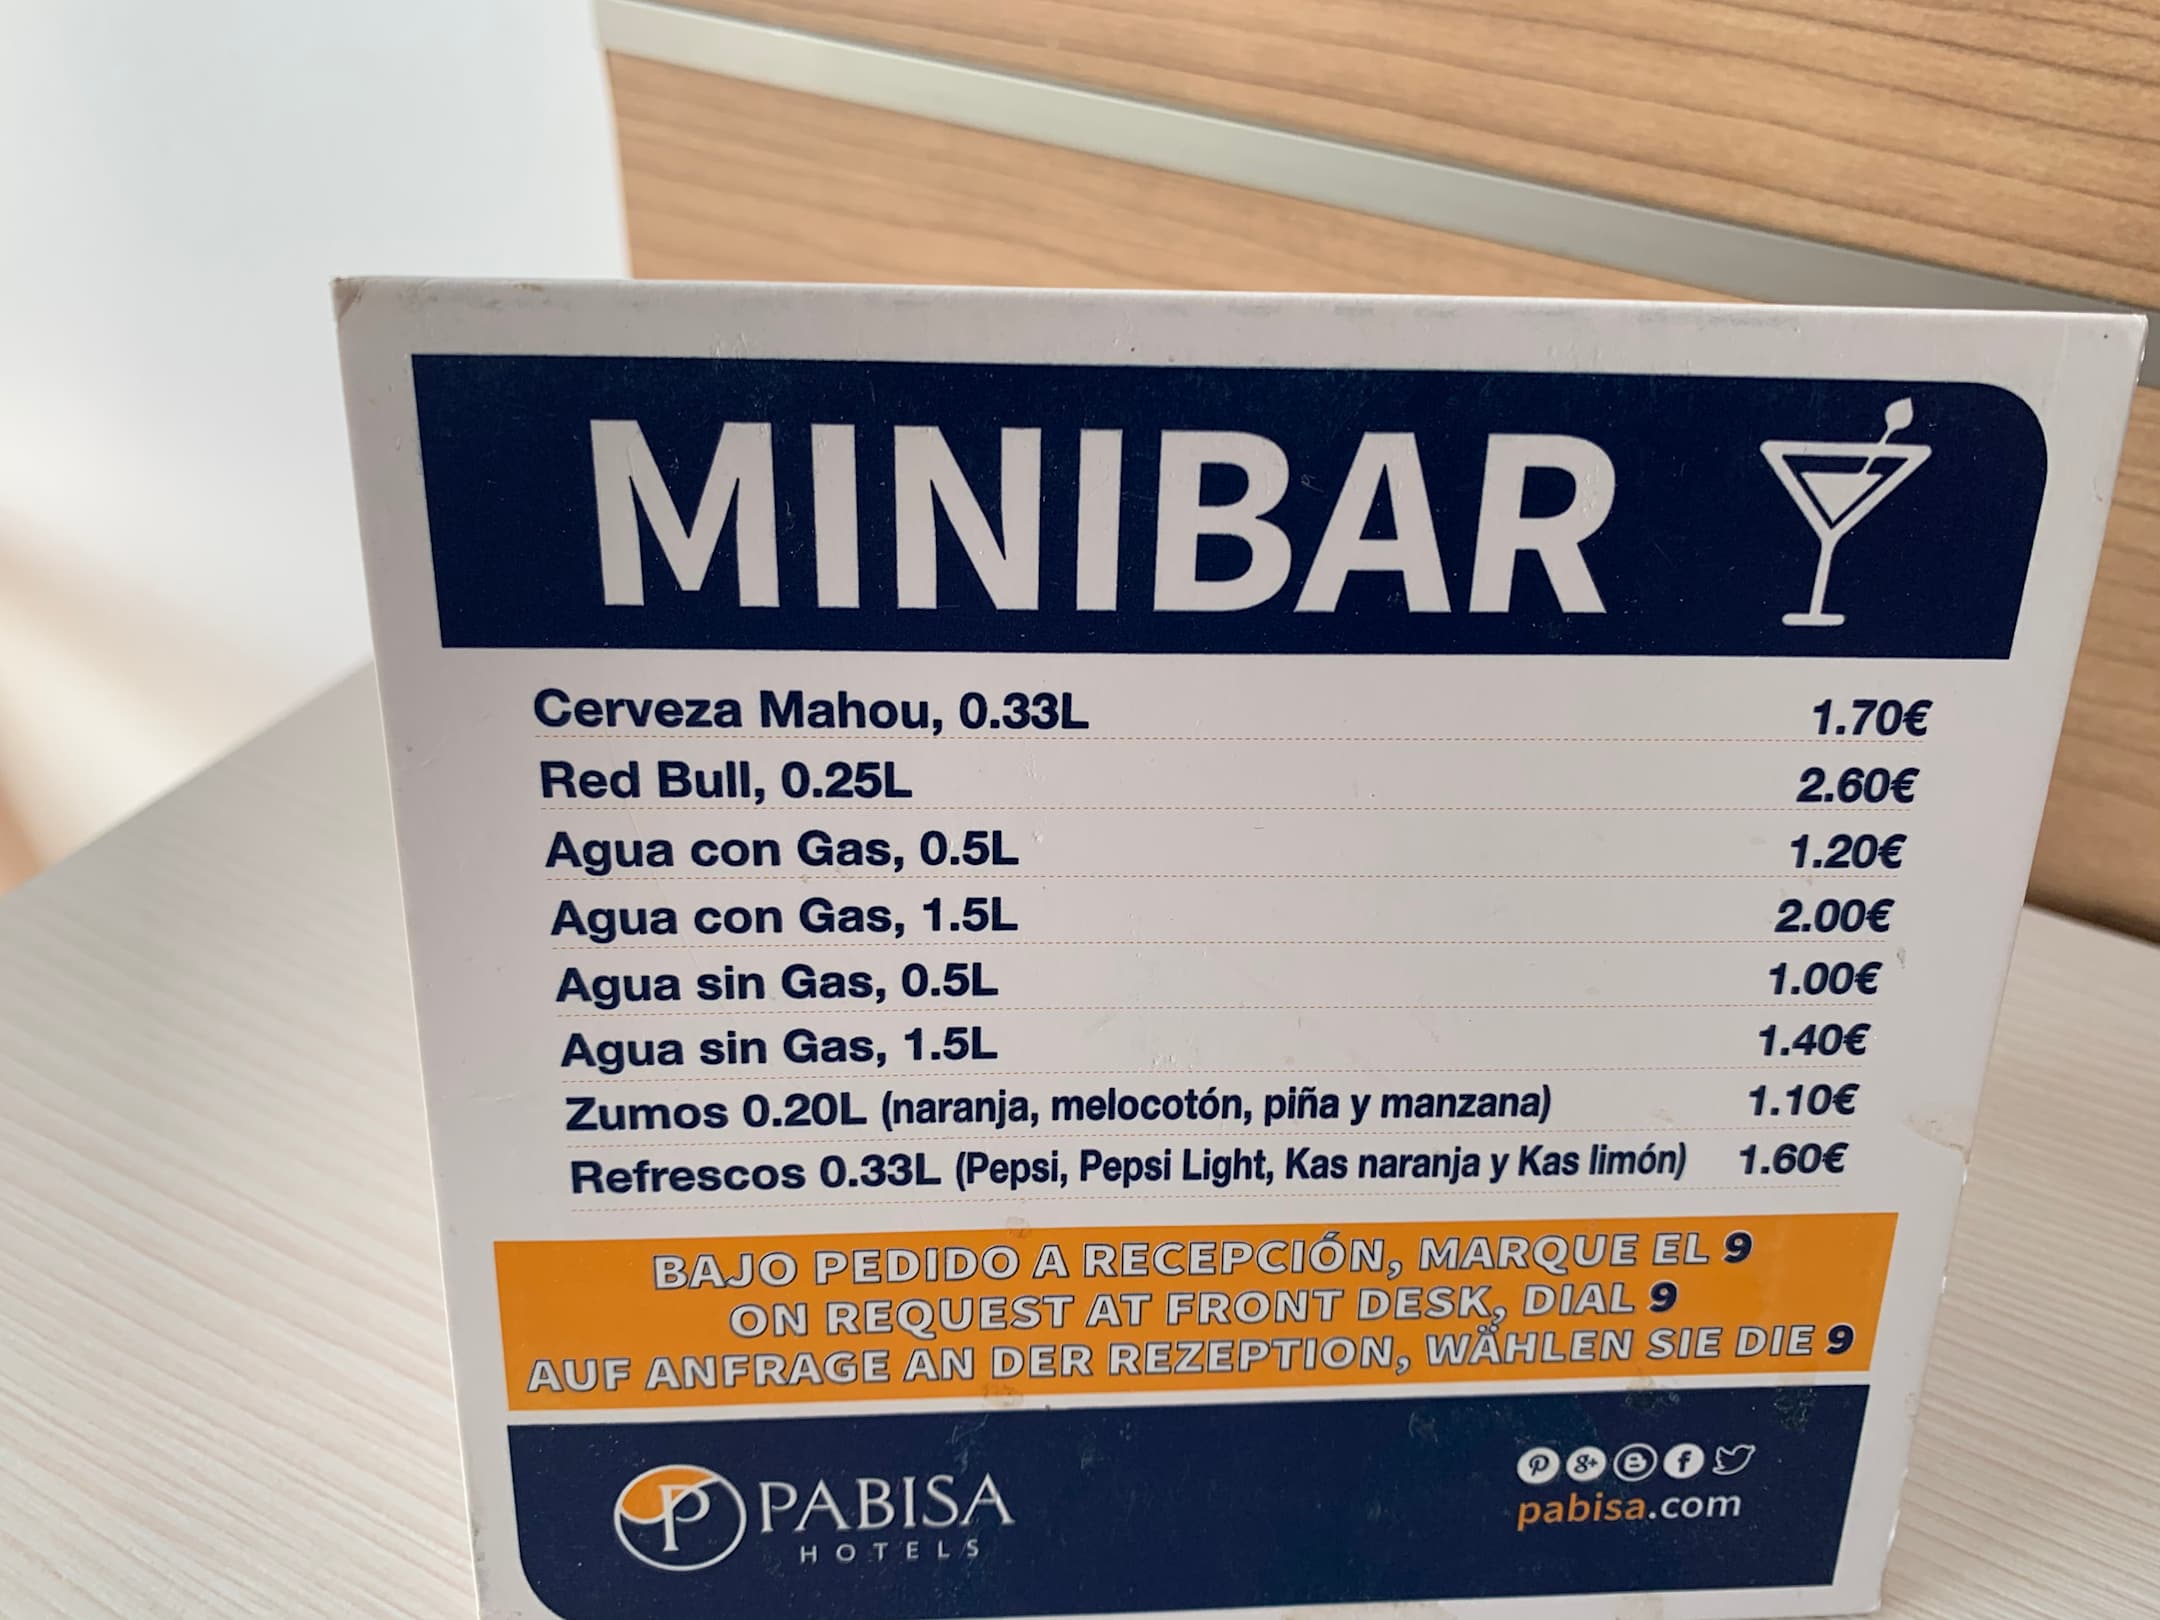 MINIBAR
Cerveza Mahou, 0.33L 1.70€
Red Bull, 0.25L 2.60€
Agua con Gas, 0.5L 1.20€
Agua con Gas, 1.5L 2.00€
Agua sin Gas, 0.5L 1.00€
Agua sin Gas, 1.5L 1.40€
Zumos 0.20L (naranja, melocotón, piña y manzana) 1.10€
Refrescos 0.33L (Pepsi, Pepsi Light, Kas naranja y Kas limón) 1.60€
BAJO PEDIDO A RECEPCIÓN, MARQUE EL 9
ON REQUEST AT FRONT DESK, DIAL 9
AUF ANFRAGE AN DER REZEPTION, WÄHLEN SIE DIE 9
PABISA
HOTELS
pabisa.com